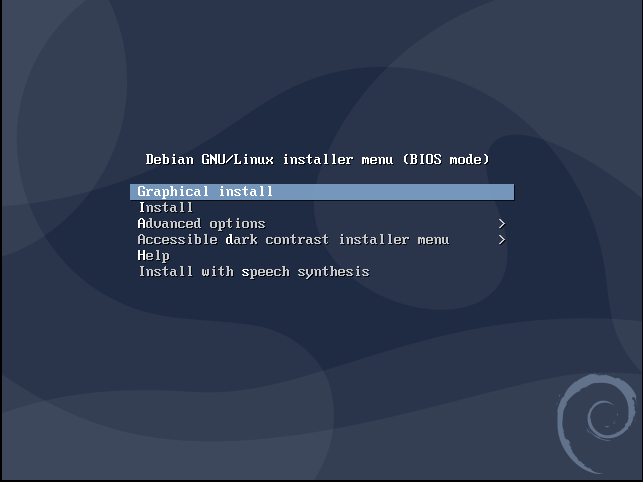 Debian GNU/Linux installer menu (BIOS mode)
Graphical install
Install
Advanced options >
Accessible dark contrast installer menu >
Help
Install with speech synthesis